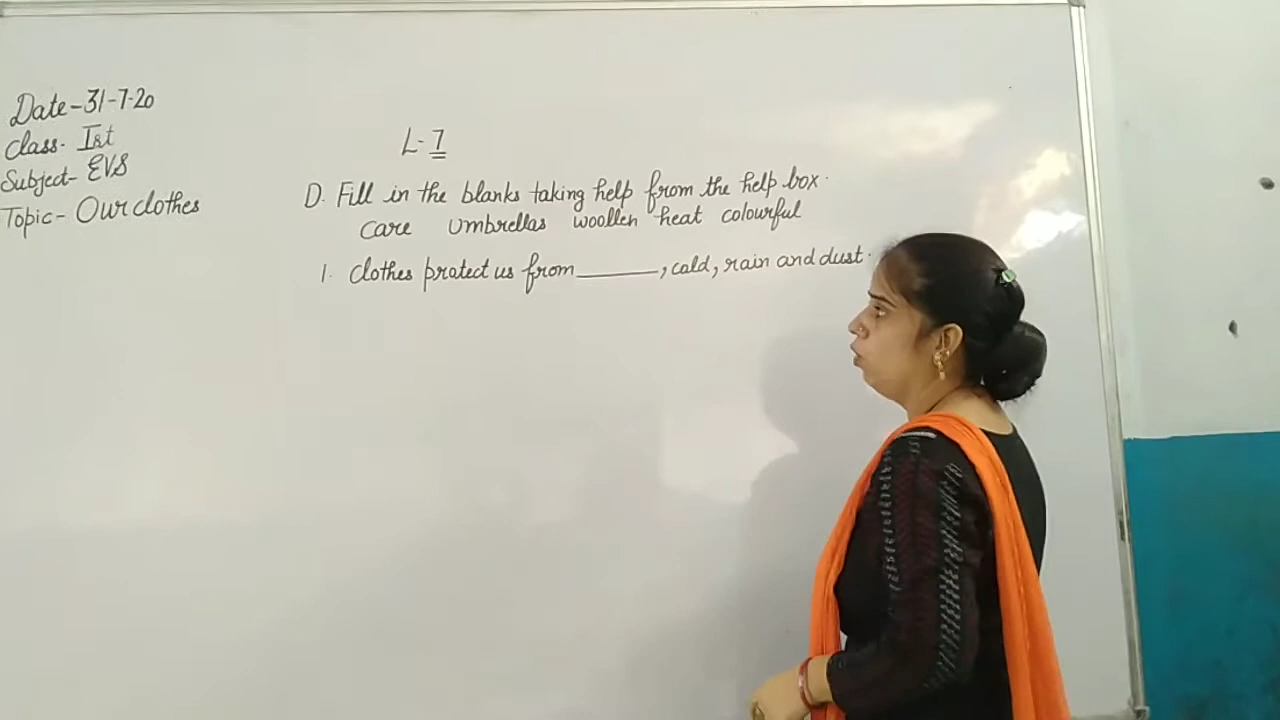 Date-31-7-20
Class- Ist
Subject- EVS
Topic- Our clothes
L-7
D. Fill in the blanks taking help from the help box.
care umbrellas woollen heat colourful
1. Clothes protect us from ______, cold, rain and dust.